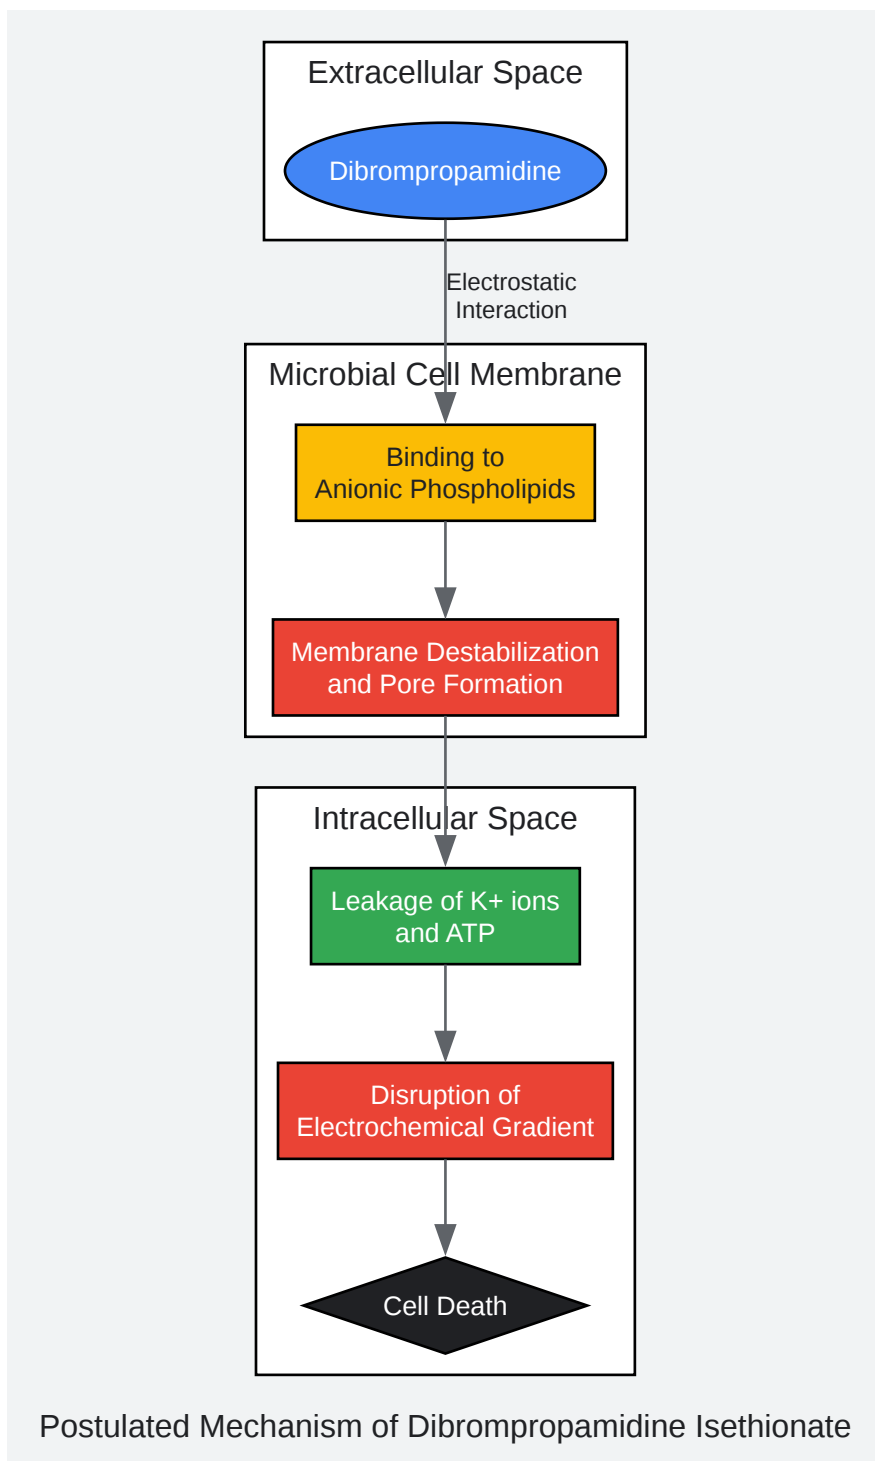 Extracellular Space
Dibrompropamidine
Electrostatic
Interaction
Microbial Cell Membrane
Binding to
Anionic Phospholipids
Membrane Destabilization
and Pore Formation
Intracellular Space
Leakage of K+ ions
and ATP
Disruption of
Electrochemical Gradient
Cell Death
Postulated Mechanism of Dibrompropamidine Isethionate